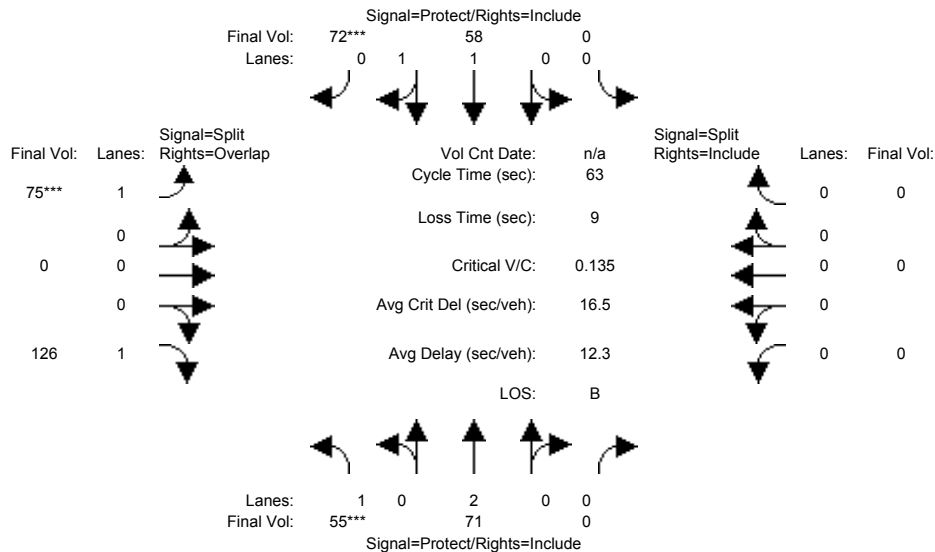 Signal=Protect/Rights=Include
Final Vol: 72*** 58 0
Lanes: 0 1 1 0 0
Signal=Split
Final Vol: Lanes: Rights=Overlap
Vol Cnt Date: n/a
Signal=Split
Rights=Include Lanes: Final Vol:
Cycle Time (sec): 63
75*** 1
0 0
Loss Time (sec): 9
0
0
0 0
Critical V/C: 0.135
0 0
0
Avg Crit Del (sec/veh): 16.5
0
126 1
Avg Delay (sec/veh): 12.3
0 0
LOS: B
Lanes: 1 0 2 0 0
Final Vol: 55*** 71 0
Signal=Protect/Rights=Include